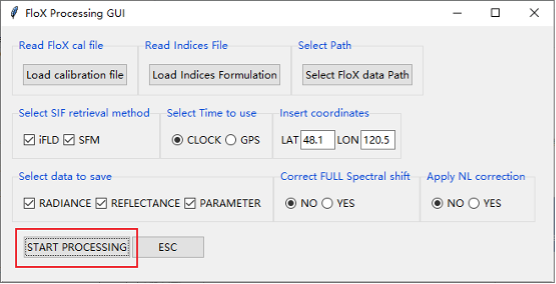 FloX Processing GUI
Read FloX cal file Read Indices File Select Path
Load calibration file Load Indices Formulation Select FloX data Path
Select SIF retrieval method Select Time to use Insert coordinates
iFLD SFM CLOCK GPS LAT 48.1 LON 120.5
Select data to save Correct FULL Spectral shift Apply NL correction
RADIANCE REFLECTANCE PARAMETER NO YES NO YES
START PROCESSING ESC